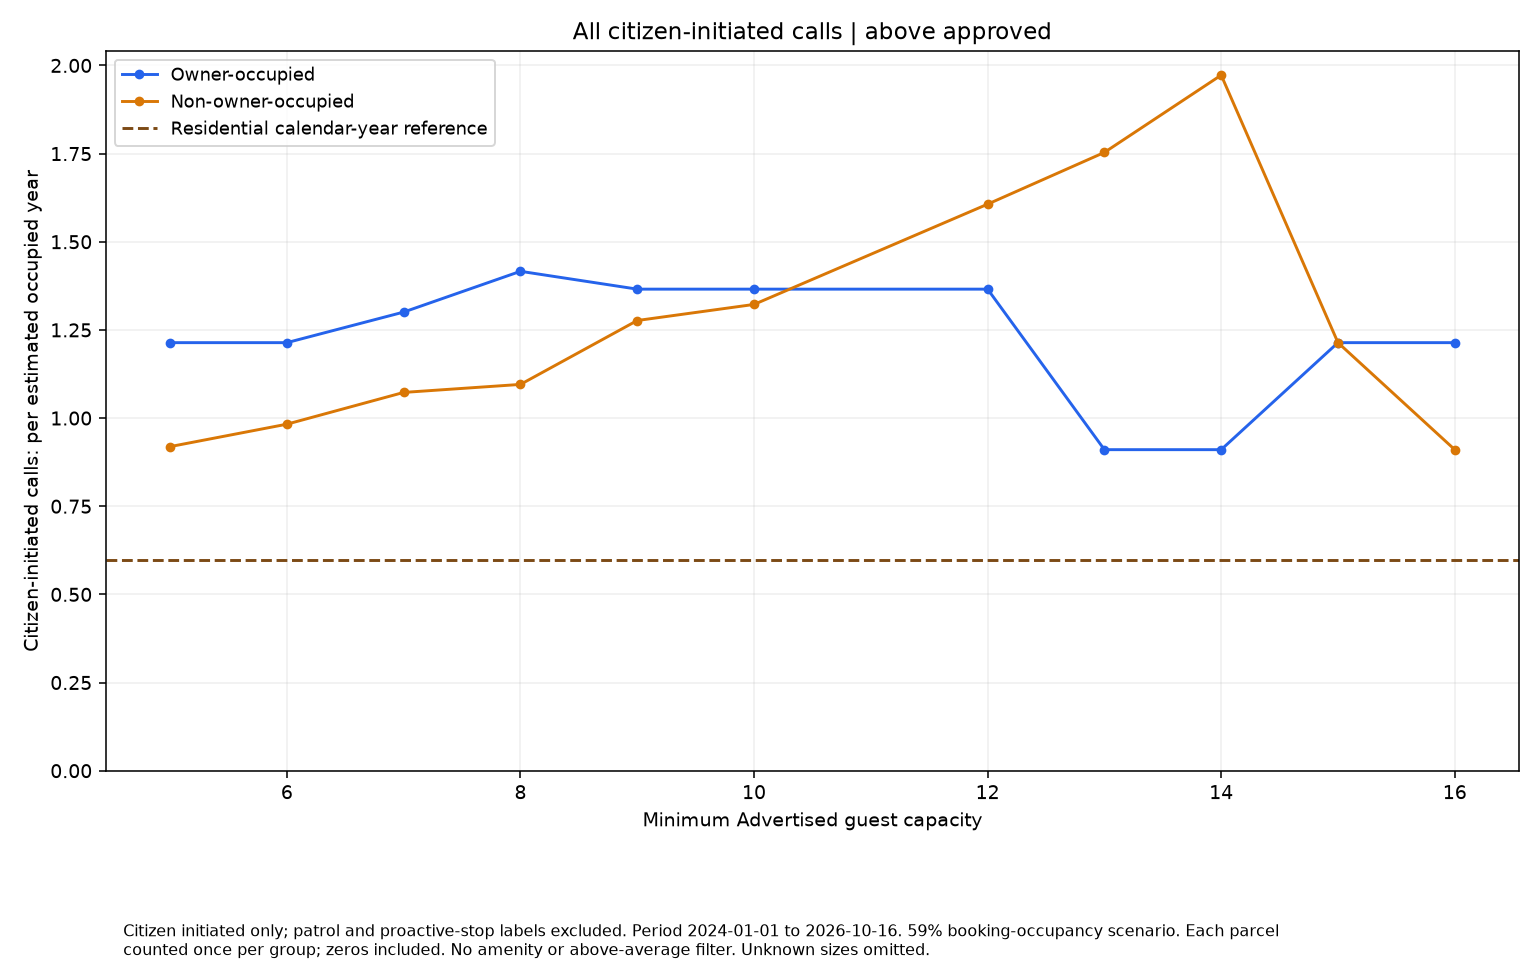 All citizen-initiated calls | above approved
Owner-occupied
Non-owner-occupied
Residential calendar-year reference
Citizen-initiated calls: per estimated occupied year
2.00
1.75
1.50
1.25
1.00
0.75
0.50
0.25
0.00
6 8 10 12 14 16
Minimum Advertised guest capacity
Citizen initiated only; patrol and proactive-stop labels excluded. Period 2024-01-01 to 2026-10-16. 59% booking-occupancy scenario. Each parcel
counted once per group; zeros included. No amenity or above-average filter. Unknown sizes omitted.